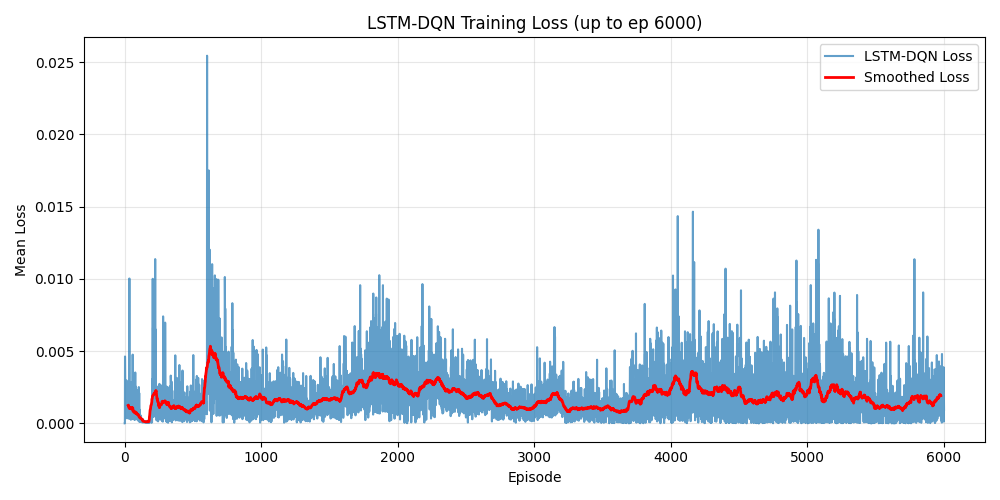 LSTM-DQN Training Loss (up to ep 6000)
LSTM-DQN Loss
Smoothed Loss
Mean Loss
0.025
0.020
0.015
0.010
0.005
0.000
0 1000 2000 3000 4000 5000 6000
Episode